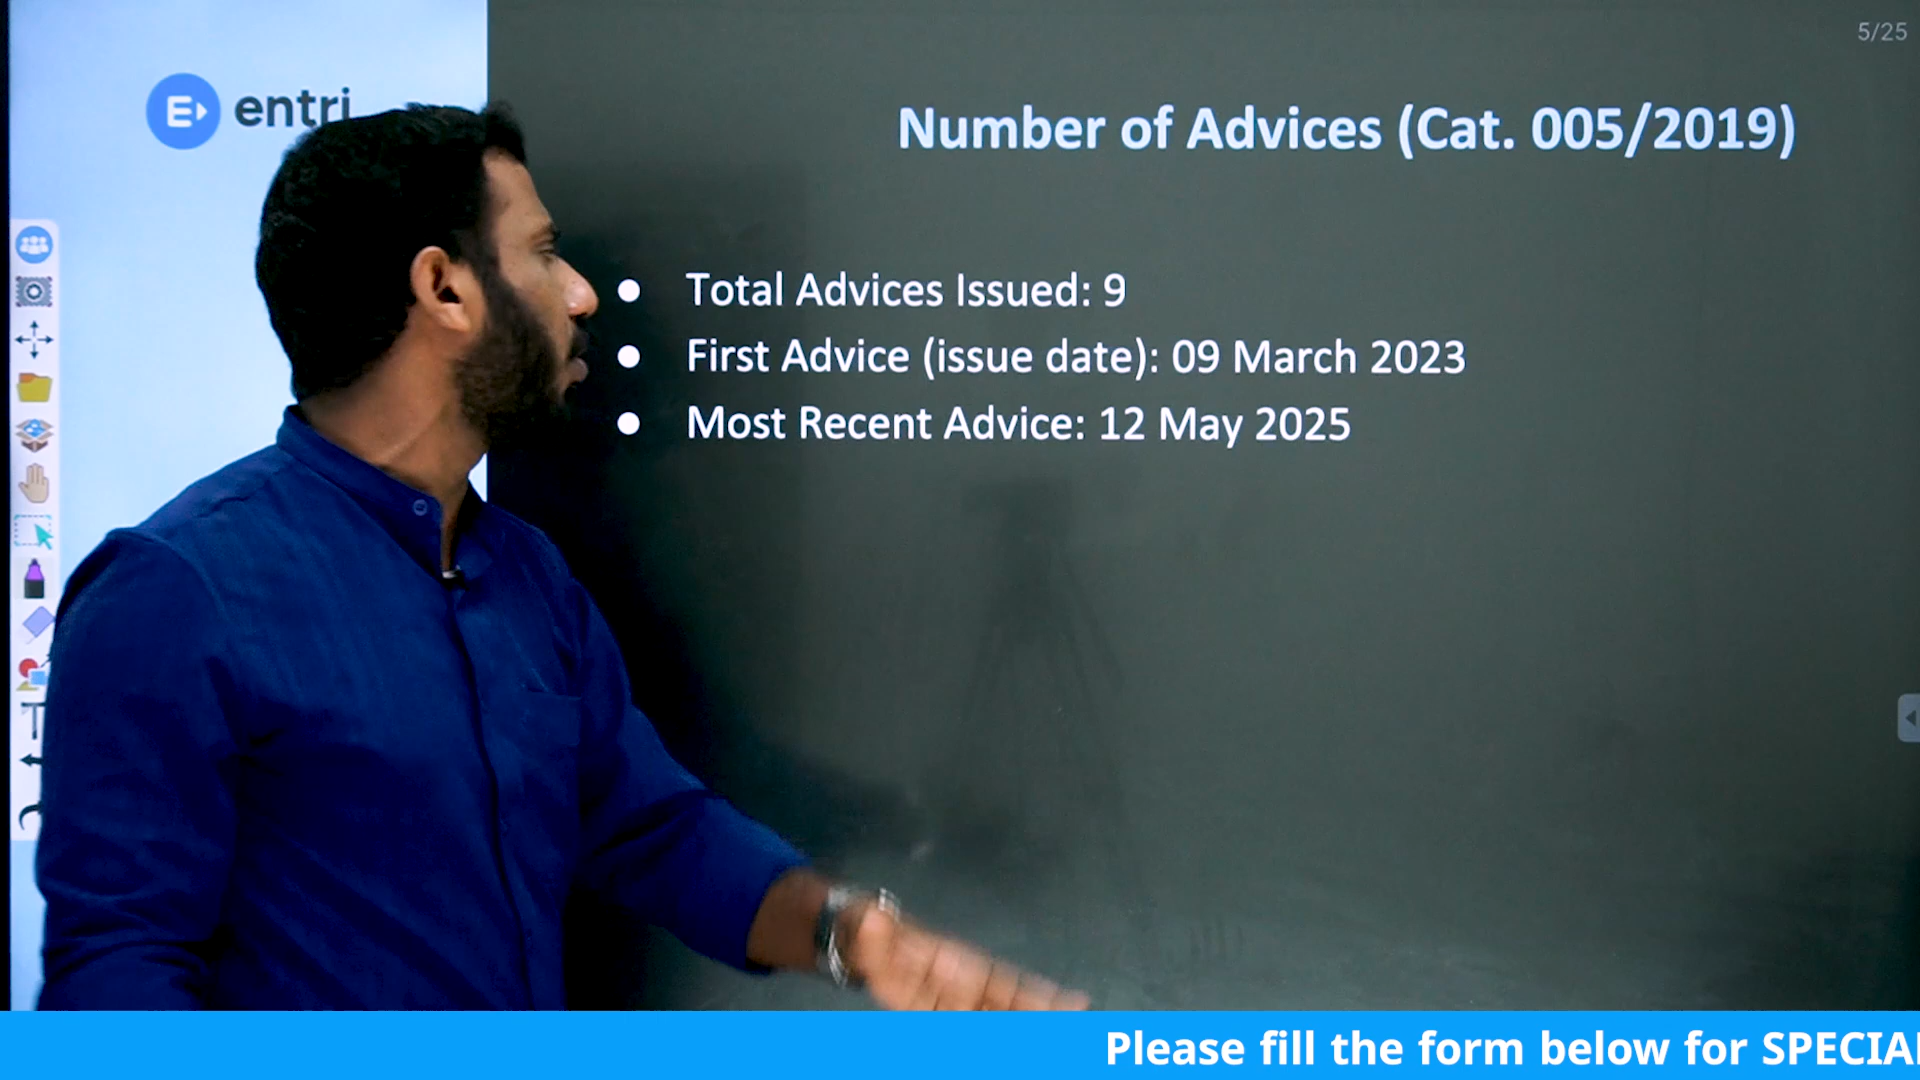 5/25
entri
Number of Advices (Cat. 005/2019)
● Total Advices Issued: 9
● First Advice (issue date): 09 March 2023
● Most Recent Advice: 12 May 2025
Please fill the form below for